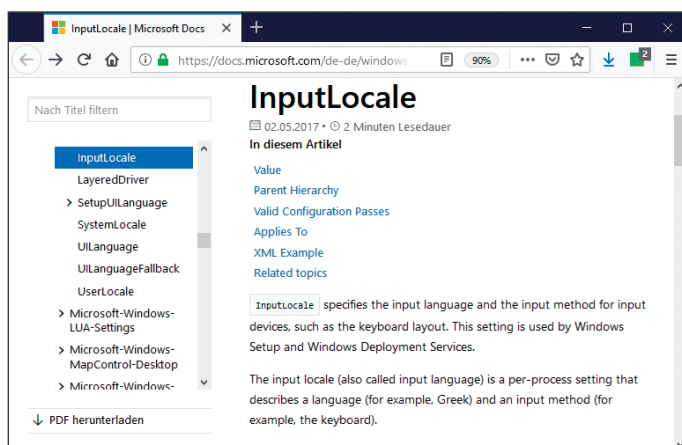 InputLocale | Microsoft Docs
https://docs.microsoft.com/de-de/windows
90%
2
Nach Titel filtern
InputLocale
LayeredDriver
SetupUILanguage
SystemLocale
UILanguage
UILanguageFallback
UserLocale
Microsoft-Windows-
LUA-Settings
Microsoft-Windows-
MapControl-Desktop
Microsoft-Windows-
PDF herunterladen
InputLocale
02.05.2017 • 2 Minuten Lesedauer
In diesem Artikel
Value
Parent Hierarchy
Valid Configuration Passes
Applies To
XML Example
Related topics
InputLocale specifies the input language and the input method for input
devices, such as the keyboard layout. This setting is used by Windows
Setup and Windows Deployment Services.
The input locale (also called input language) is a per-process setting that
describes a language (for example, Greek) and an input method (for
example, the keyboard).